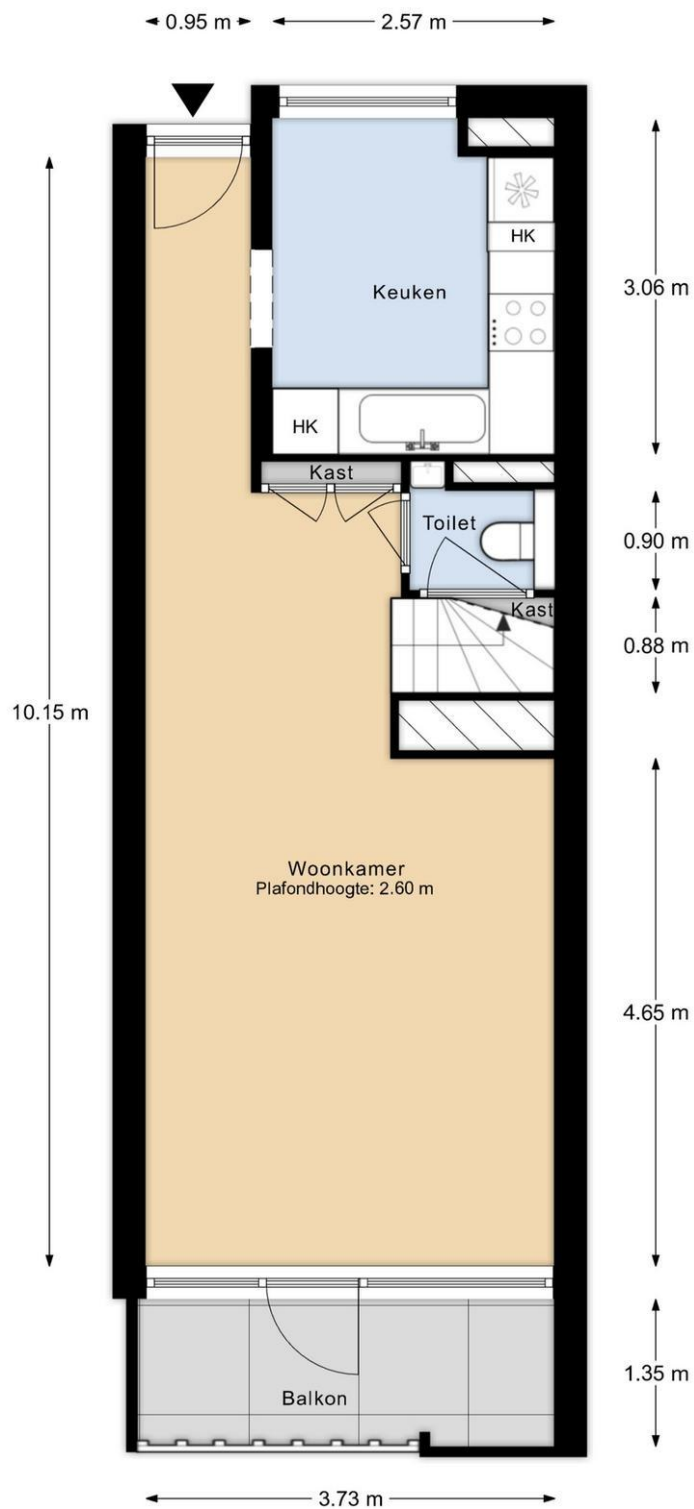 0.95 m
2.57 m
Keuken
HK
3.06 m
HK
Kast
Toilet
0.90 m
Kast
0.88 m
10.15 m
Woonkamer
Plafondhoogte: 2.60 m
4.65 m
Balkon
1.35 m
3.73 m